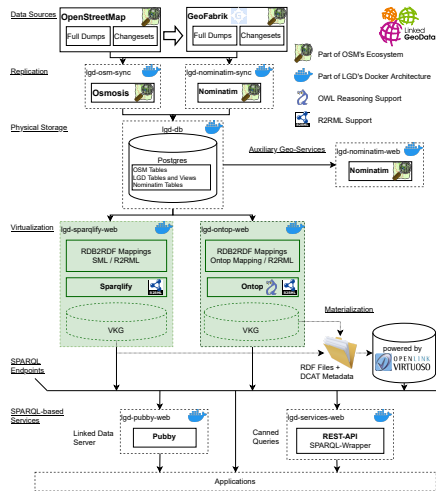 Data Sources
OpenStreetMap
Full Dumps
Changesets
GeoFabrik
Full Dumps
Changesets
Linked
GeoData
Part of OSM's Ecosystem
Part of LGD's Docker Architecture
OWL Reasoning Support
R2RML Support
Replication
lgd-osm-sync
Osmosis
lgd-nominatim-sync
Nominatim
Physical Storage
lgd-db
Postgres
OSM Tables
LGD Tables and Views
Nominatim Tables
Auxiliary Geo-Services
lgd-nominatim-web
Nominatim
Virtualization
lgd-sparqlify-web
RDB2RDF Mappings
SML / R2RML
Sparqlify
VKG
lgd-ontop-web
RDB2RDF Mappings
Ontop Mapping / R2RML
Ontop
VKG
Materialization
RDF Files +
DCAT Metadata
powered by
OPENLINK
VIRTUOSO
SPARQL
Endpoints
SPARQL-based
Services
lgd-pubby-web
Linked Data
Server
Pubby
lgd-services-web
Canned
Queries
REST-API
SPARQL-Wrapper
Applications